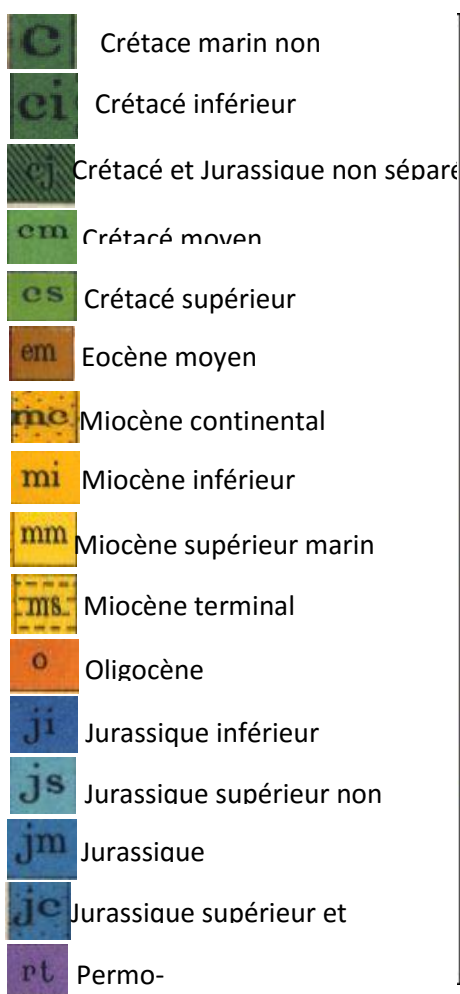 c Crétace marin non
ci Crétacé inférieur
cj Crétacé et Jurassique non séparé
cm Crétacé moyen
cs Crétacé supérieur
em Eocène moyen
mc Miocène continental
mi Miocène inférieur
mm Miocène supérieur marin
ms Miocène terminal
o Oligocène
ji Jurassique inférieur
js Jurassique supérieur non
jm Jurassique
jc Jurassique supérieur et
rt Permo-